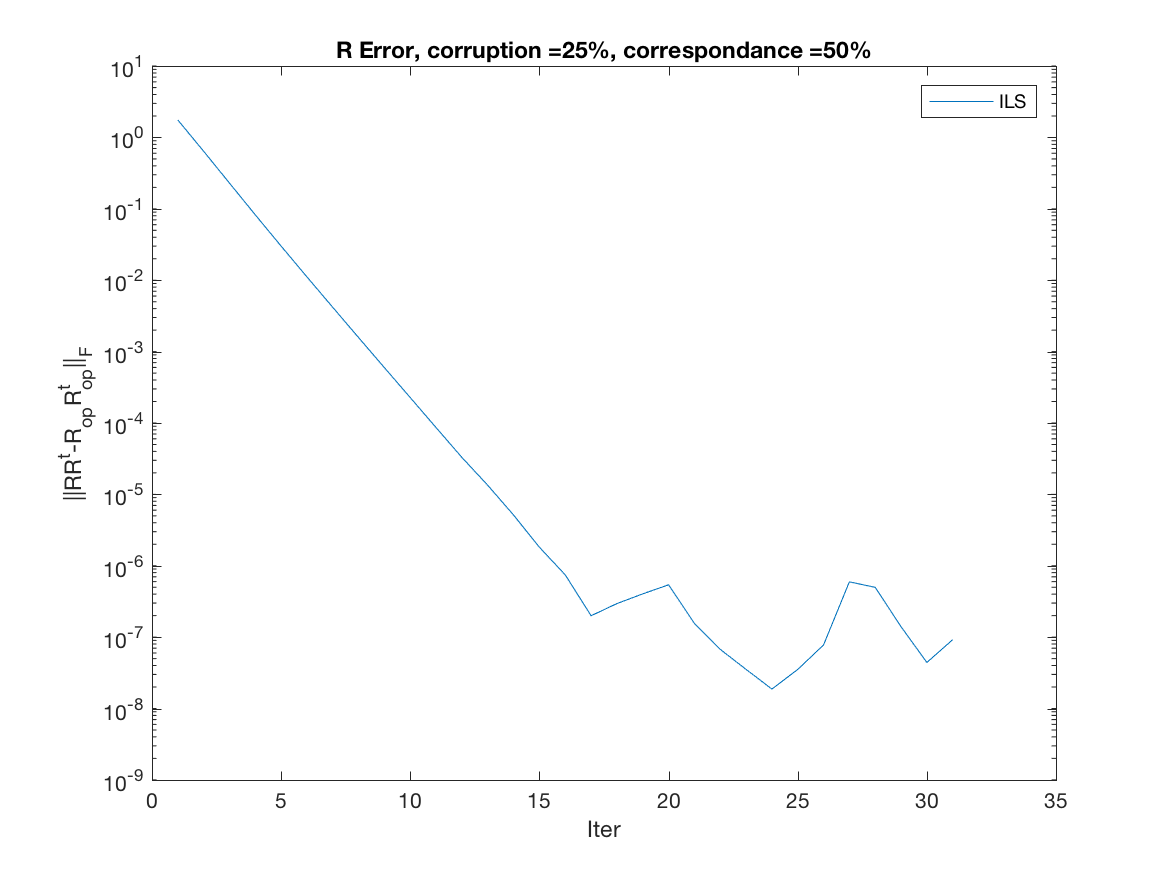 R Error, corruption =25%, correspondance =50%
ILS
10^1
10^0
10^-1
10^-2
10^-3
10^-4
10^-5
10^-6
10^-7
10^-8
10^-9
||RR^t-R_op R^t_op||_F
0 5 10 15 20 25 30 35
Iter